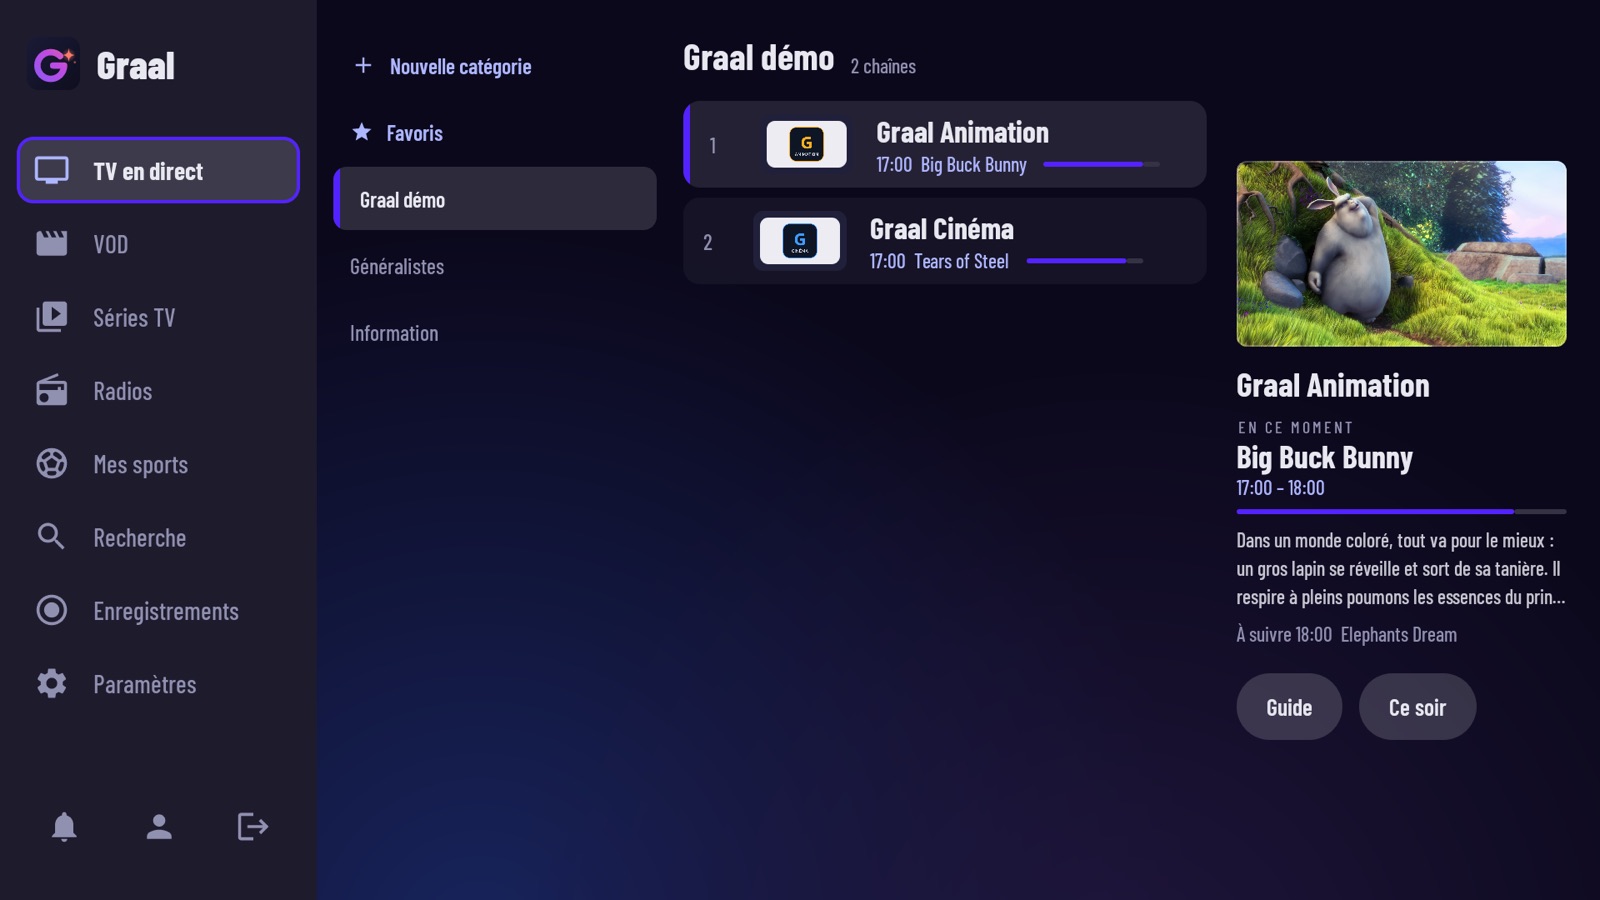 Graal
TV en direct
VOD
Séries TV
Radios
Mes sports
Recherche
Enregistrements
Paramètres
Nouvelle catégorie
Favoris
Graal démo
Généralistes
Information
Graal démo 2 chaînes
1
G
ANIMATION
Graal Animation
17:00 Big Buck Bunny
2
G
CINÉMA
Graal Cinéma
17:00 Tears of Steel
Graal Animation
EN CE MOMENT
Big Buck Bunny
17:00 – 18:00
Dans un monde coloré, tout va pour le mieux :
un gros lapin se réveille et sort de sa tanière. Il
respire à pleins poumons les essences du prin...
À suivre 18:00 Elephants Dream
Guide
Ce soir